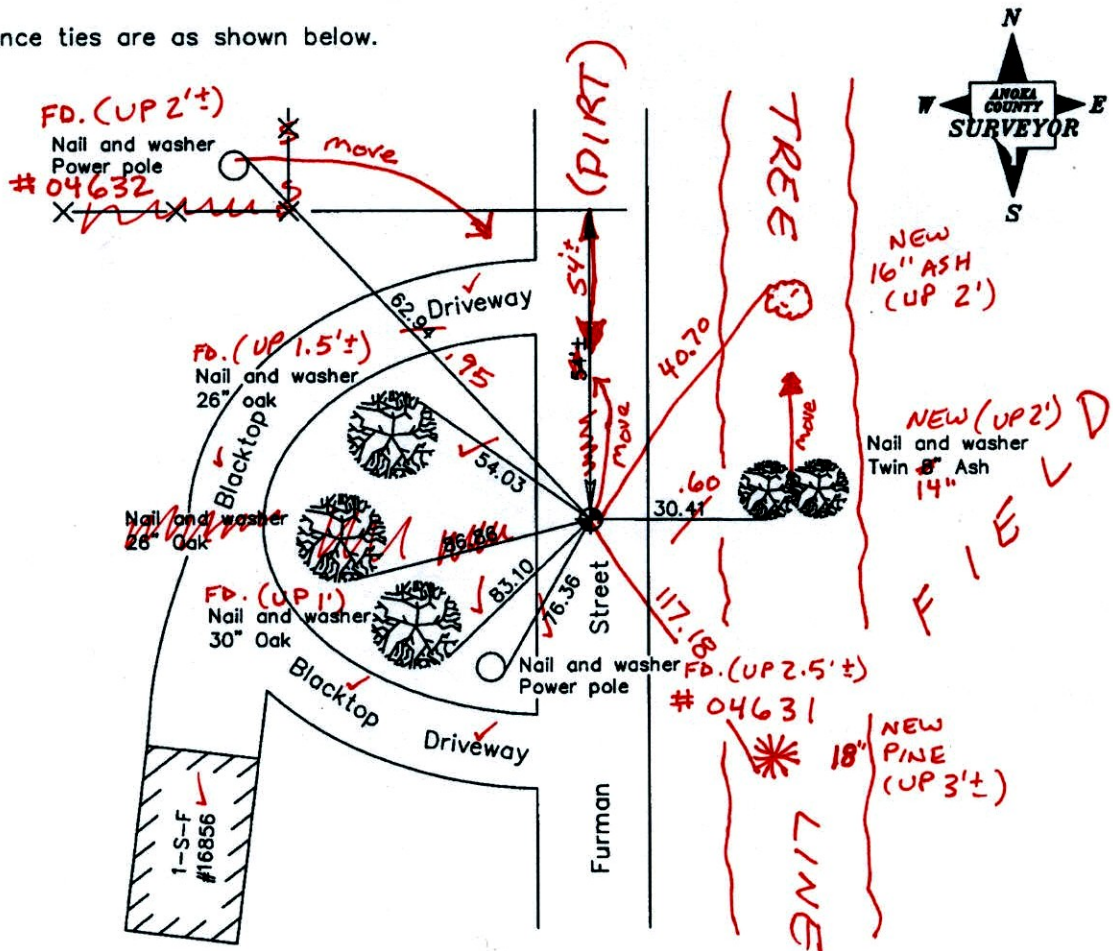 nce ties are as shown below.
N
ANOKA
COUNTY
W E
SURVEYOR
S
FD. (UP 2'±)
Nail and washer
Power pole
# 04632
S
S
move
(DIRT)
TREE
NEW
16" ASH
(UP 2')
54'±
54'±
Driveway
62.94
.95
40.70
FD. (UP 1.5'±)
Nail and washer
26" oak
54.03
move
move
NEW (UP 2')
Nail and washer
Twin 8" Ash
14"
FIELD
Blacktop
.60
30.41
Nail and washer
26" Oak
86.86
FD. (UP 1')
Nail and washer
30" Oak
83.10
76.36
Street
117.18
Nail and washer
Power pole
FD. (UP 2.5'±)
# 04631
Blacktop
Driveway
18"
NEW
PINE
(UP 3'±)
1-S-F
#16856
Furman
LINE